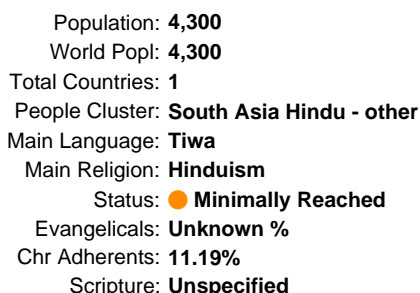 Population: 4,300
World Popl: 4,300
Total Countries: 1
People Cluster: South Asia Hindu - other
Main Language: Tiwa
Main Religion: Hinduism
Status: Minimally Reached
Evangelicals: Unknown %
Chr Adherents: 11.19%
Scripture: Unspecified